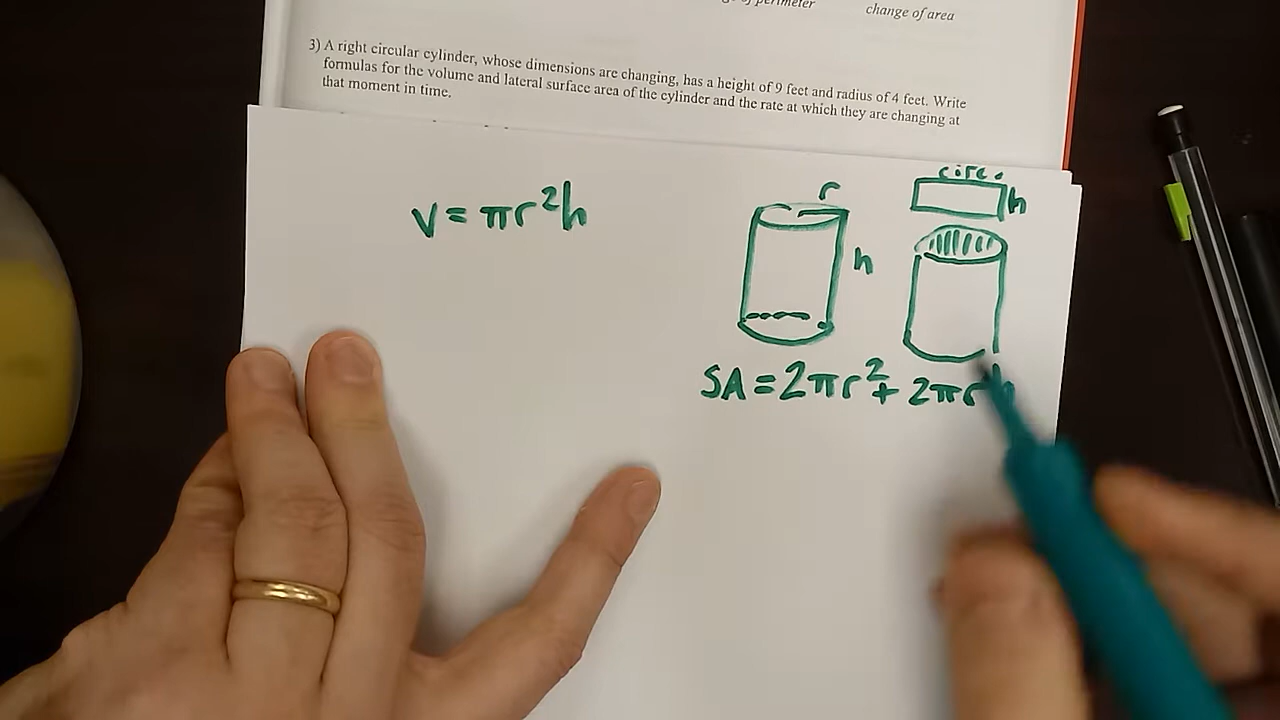 change of area
3) A right circular cylinder, whose dimensions are changing, has a height of 9 feet and radius of 4 feet. Write
formulas for the volume and lateral surface area of the cylinder and the rate at which they are changing at
that moment in time.
circ.
h
r
V = πr²h
h
SA = 2πr² + 2πrh